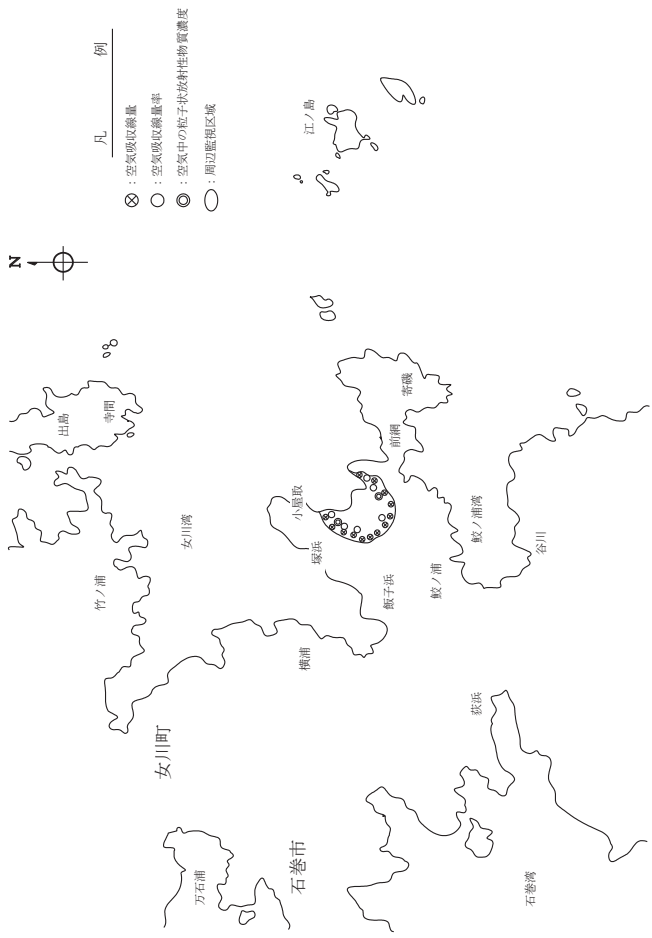 凡　例
：空気吸収線量
：空気吸収線量率
：空気中の粒子状放射性物質濃度
：周辺監視区域
N
出島
寺間
江ノ島
竹ノ浦
女川湾
小屋取
塚浜
寄磯
前網
飯子浜
鮫ノ浦
鮫ノ浦湾
谷川
横浦
女川町
荻浜
万石浦
石巻市
石巻湾